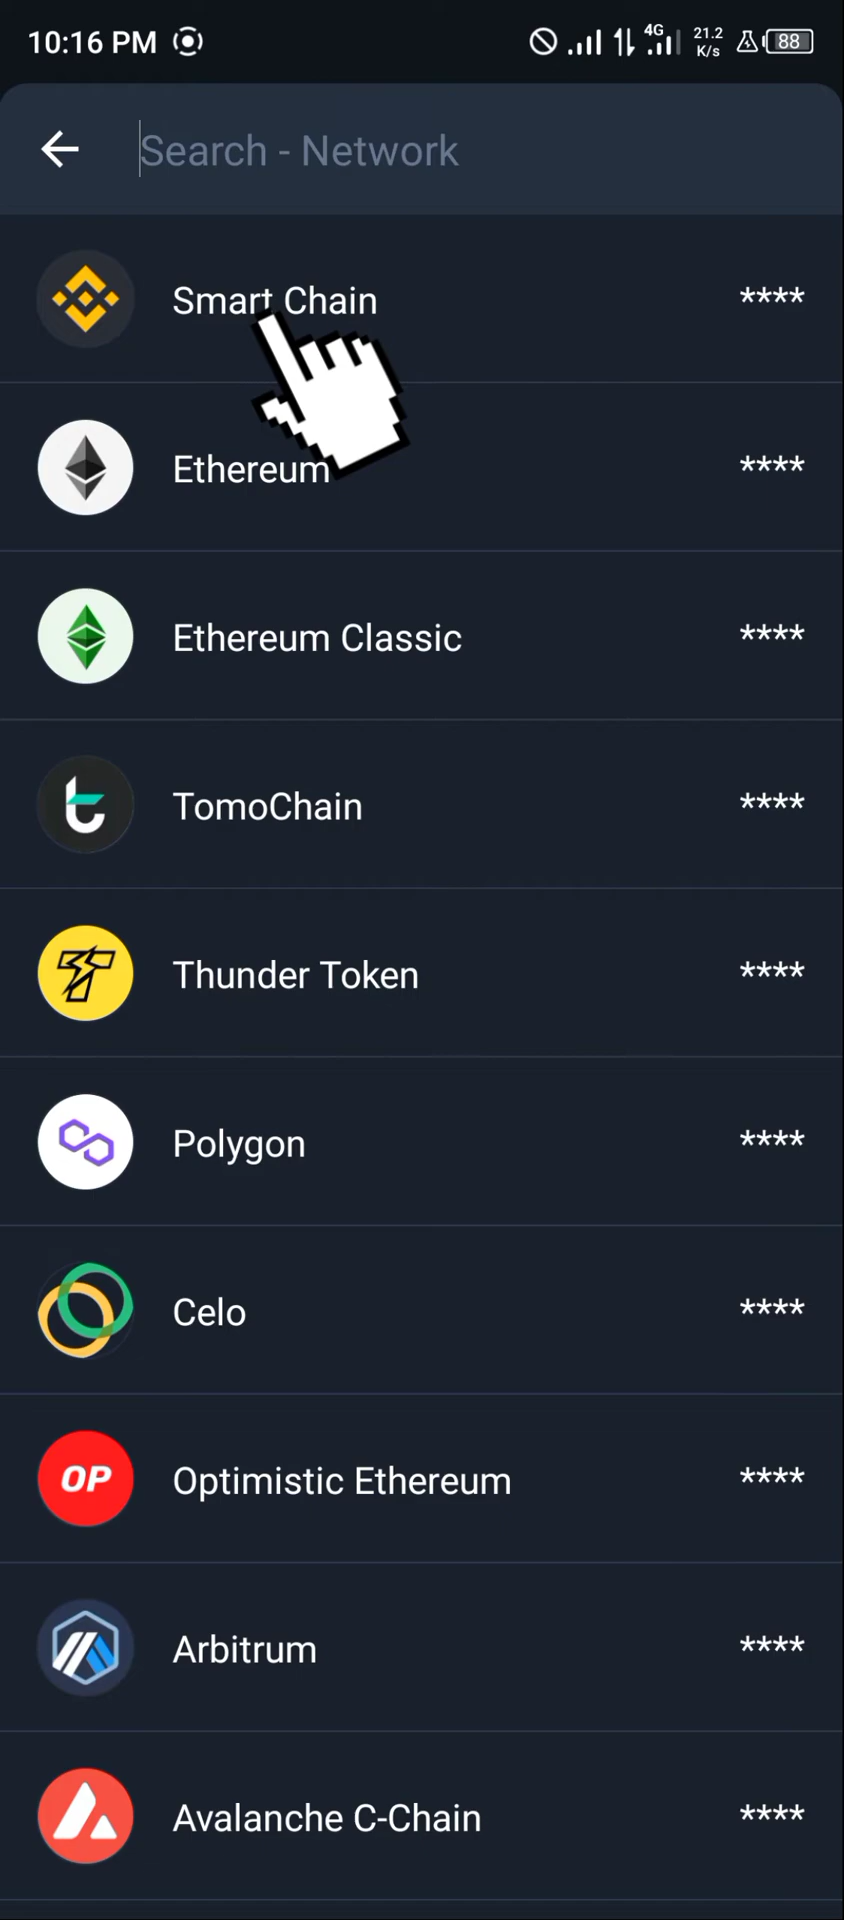 10:16 PM 4G 21.2 K/s 88
Search - Network
Smart Chain ****
Ethereum ****
Ethereum Classic ****
TomoChain ****
Thunder Token ****
Polygon ****
Celo ****
OP Optimistic Ethereum ****
Arbitrum ****
Avalanche C-Chain ****